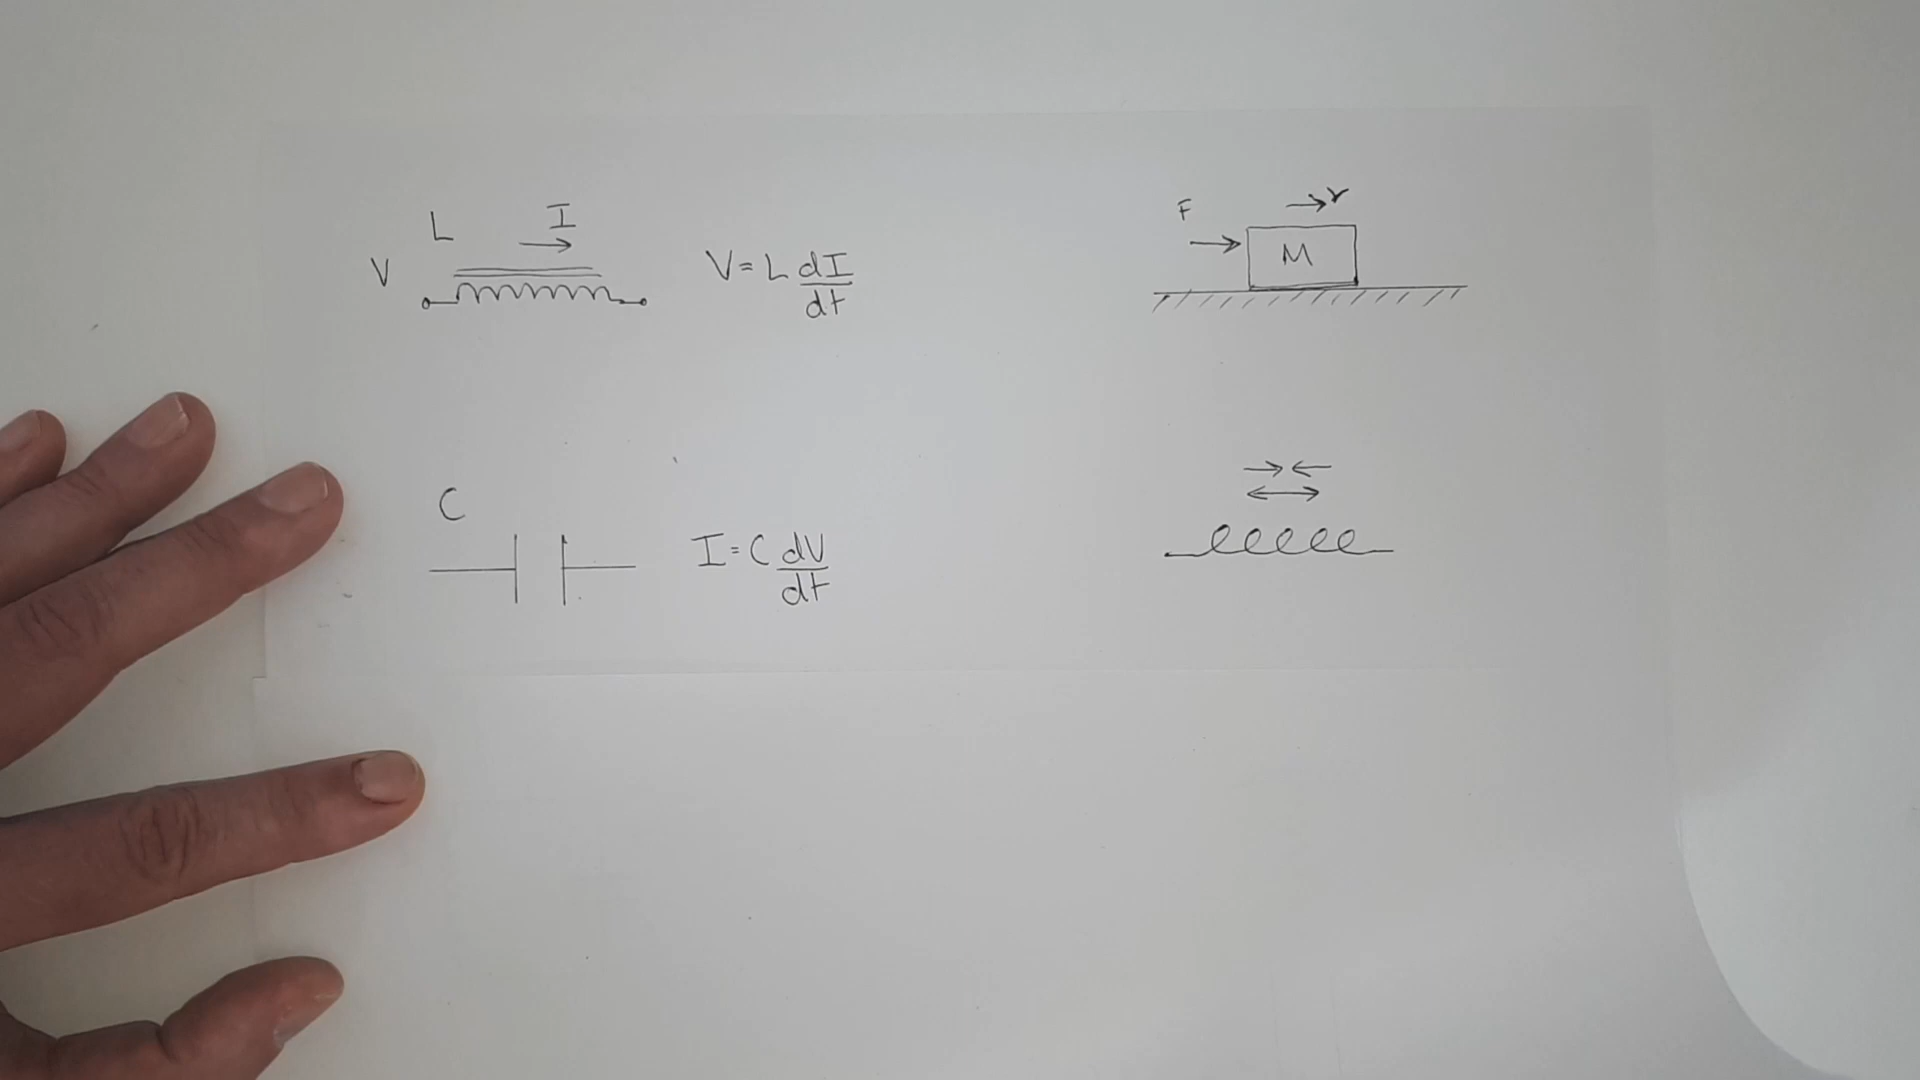 L
I
V
V = L dI/dt
F
v
M
C
I = C dV/dt